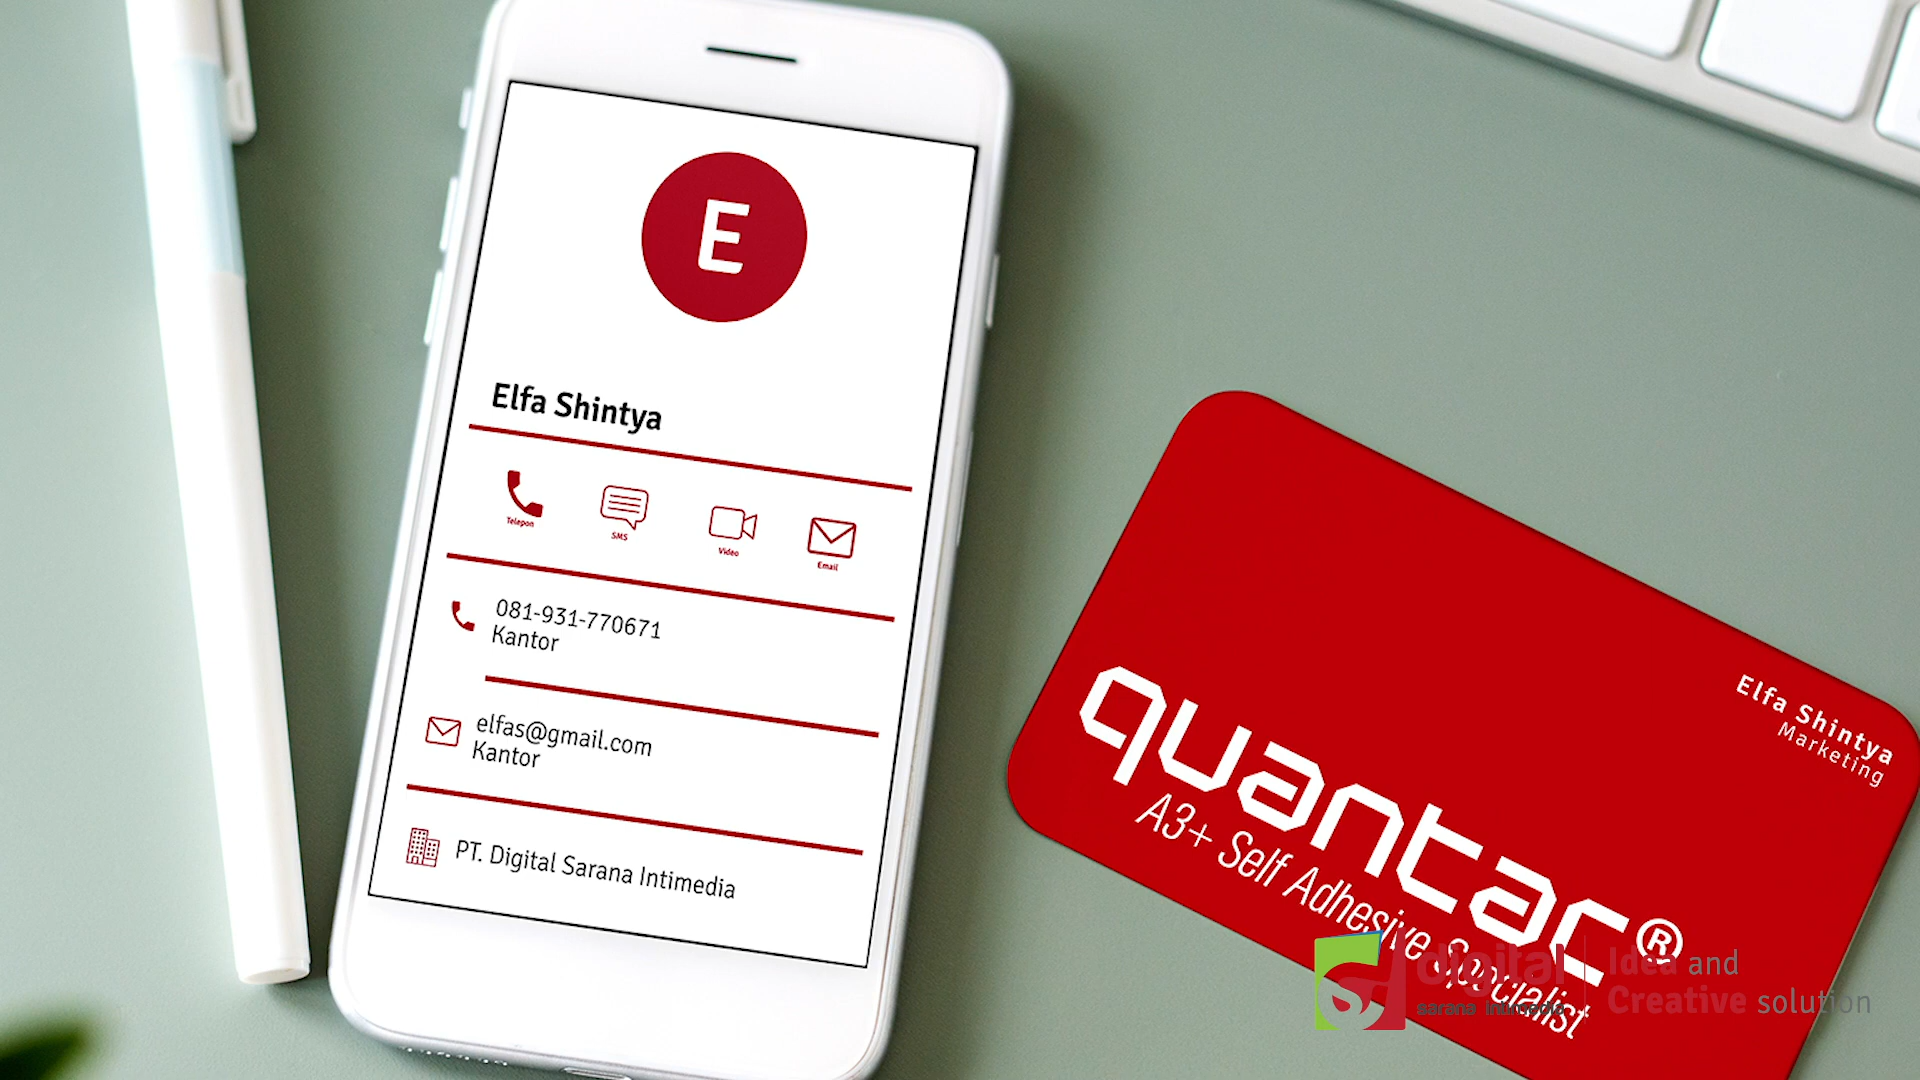 E
Elfa Shintya
Telepon
SMS
Video
Email
081-931-770671
Kantor
elfas@gmail.com
Kantor
PT. Digital Sarana Intimedia
Elfa Shintya
Marketing
quantac®
A3+ Self Adhesive Specialist
digital
sarana intimedia
Idea and
Creative solution